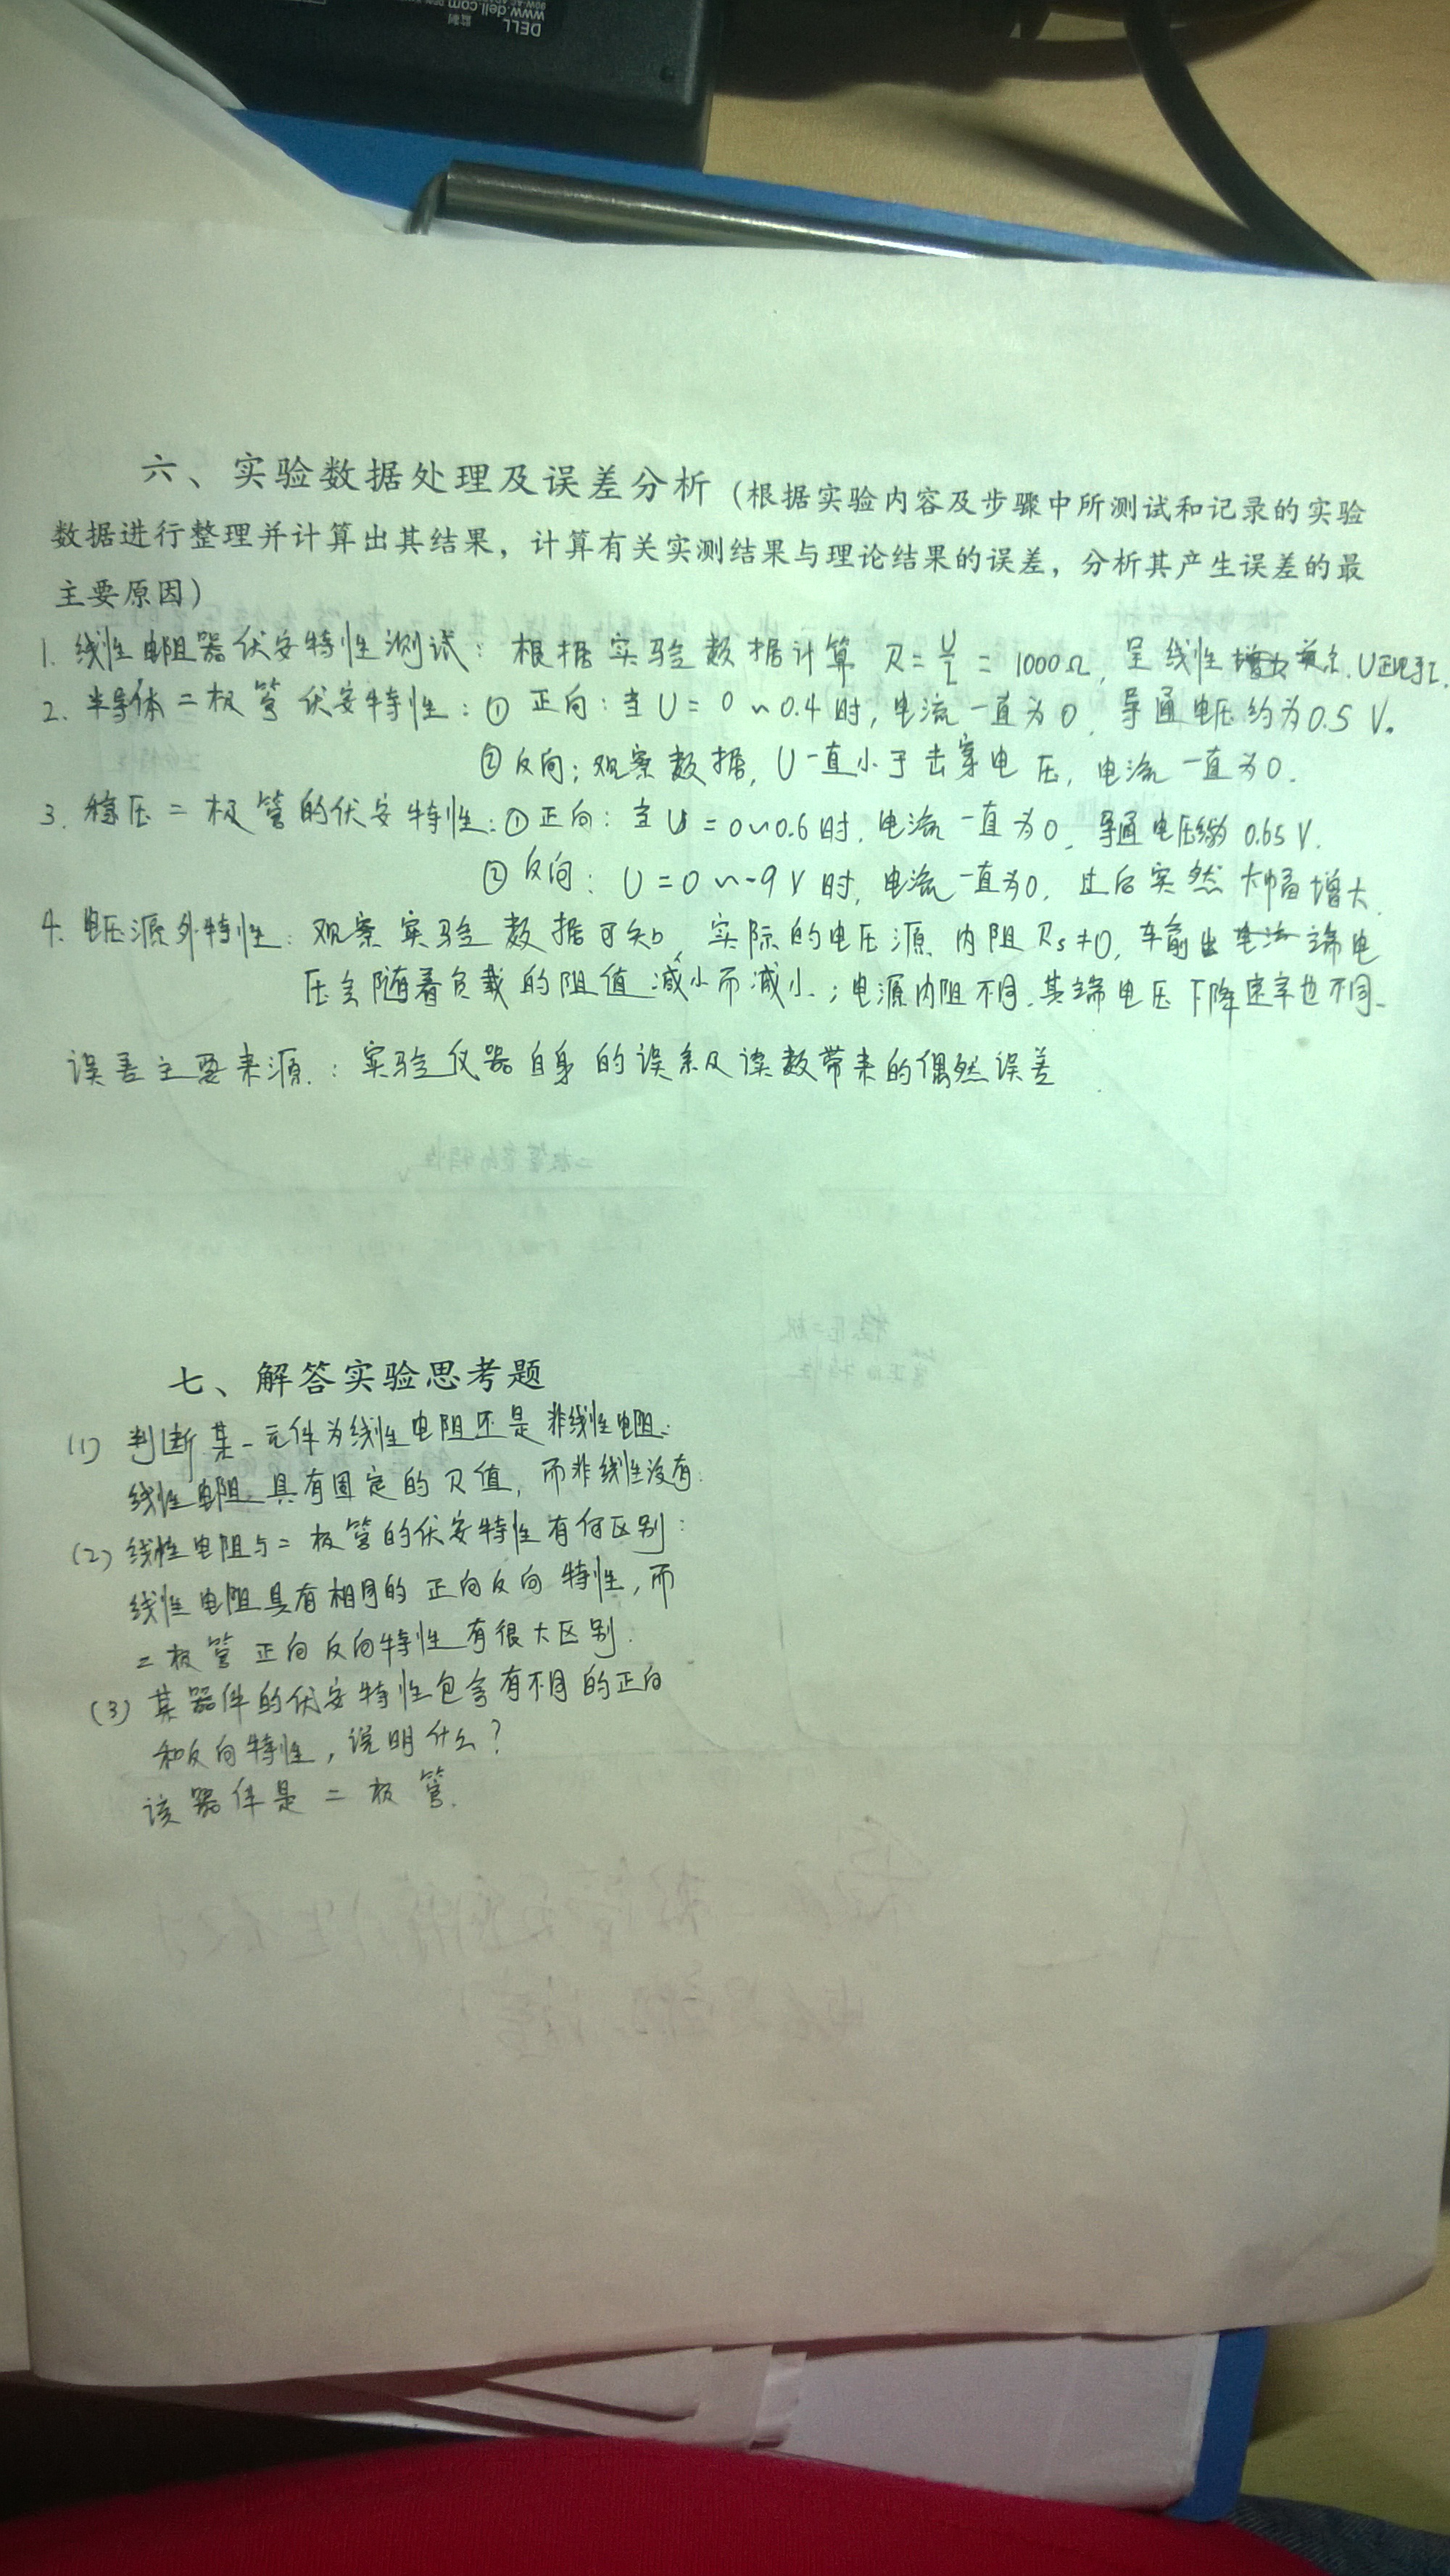 DELL
www.dell.com
六、实验数据处理及误差分析（根据实验内容及步骤中所测试和记录的实验
数据进行整理并计算出其结果，计算有关实测结果与理论结果的误差，分析其产生误差的最
主要原因）
1. 线性电阻器伏安特性测试：根据实验数据计算 R=U/I=1000Ω，呈线性 关系. U正比于I.
2. 半导体二极管伏安特性：① 正向：当U=0~0.4时，电流一直为0，导通电压约为0.5V。
② 反向；观察数据，U一直小于击穿电压，电流一直为0.
3. 稳压二极管的伏安特性：① 正向：当U=0~0.6时，电流一直为0，导通电压约为0.65V.
② 反向：U=0~-9V时，电流一直为0，过后突然大幅增大.
4. 电压源外特性：观察实验数据可知，实际的电压源内阻Rs≠0，输出端电
压会随着负载的阻值减小而减小；电源内阻不同，其端电压下降速率也不同.
误差主要来源：实验仪器自身的误差及读数带来的偶然误差
七、解答实验思考题
(1) 判断某一元件为线性电阻还是非线性电阻：
线性电阻具有固定的R值，而非线性没有.
(2) 线性电阻与二极管的伏安特性有何区别：
线性电阻具有相同的正向反向特性，而
二极管正向反向特性有很大区别.
(3) 某器件的伏安特性包含有不同的正向
和反向特性，说明什么？
该器件是二极管.